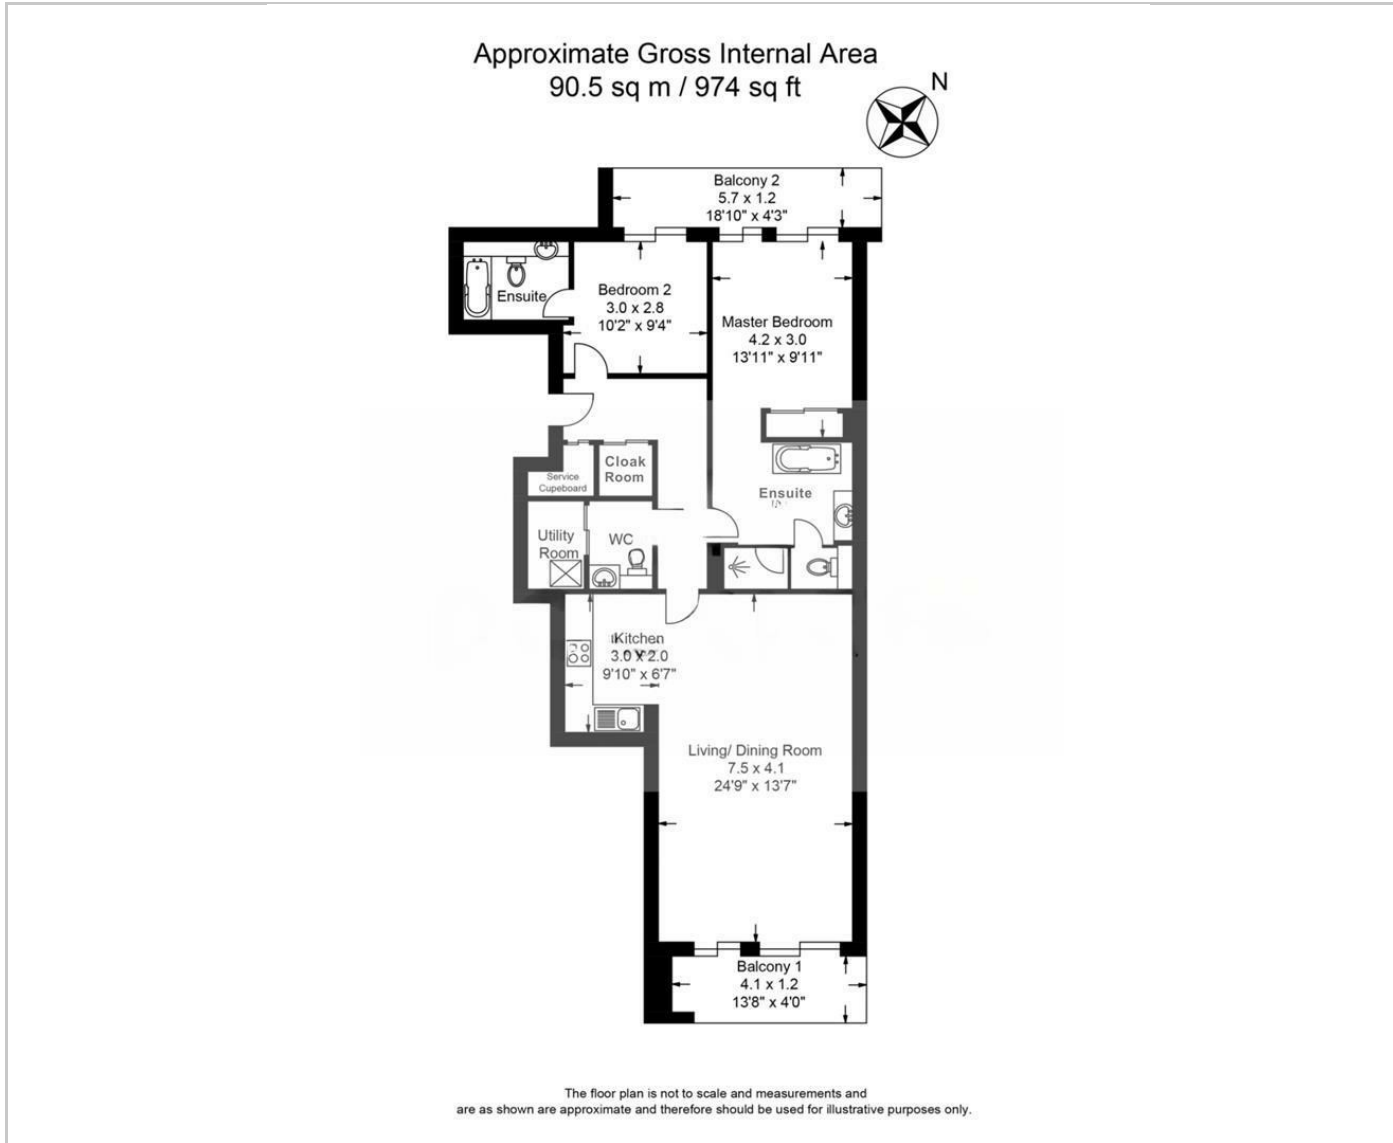 Approximate Gross Internal Area
90.5 sq m / 974 sq ft
N
Balcony 2
5.7 x 1.2
18'10" x 4'3"
Ensuite
Bedroom 2
3.0 x 2.8
10'2" x 9'4"
Master Bedroom
4.2 x 3.0
13'11" x 9'11"
Service
Cupeboard
Cloak
Room
Ensuite
Utility
Room
WC
Kitchen
3.0 x 2.0
9'10" x 6'7"
Living/ Dining Room
7.5 x 4.1
24'9" x 13'7"
Balcony 1
4.1 x 1.2
13'8" x 4'0"
The floor plan is not to scale and measurements and
are as shown are approximate and therefore should be used for illustrative purposes only.